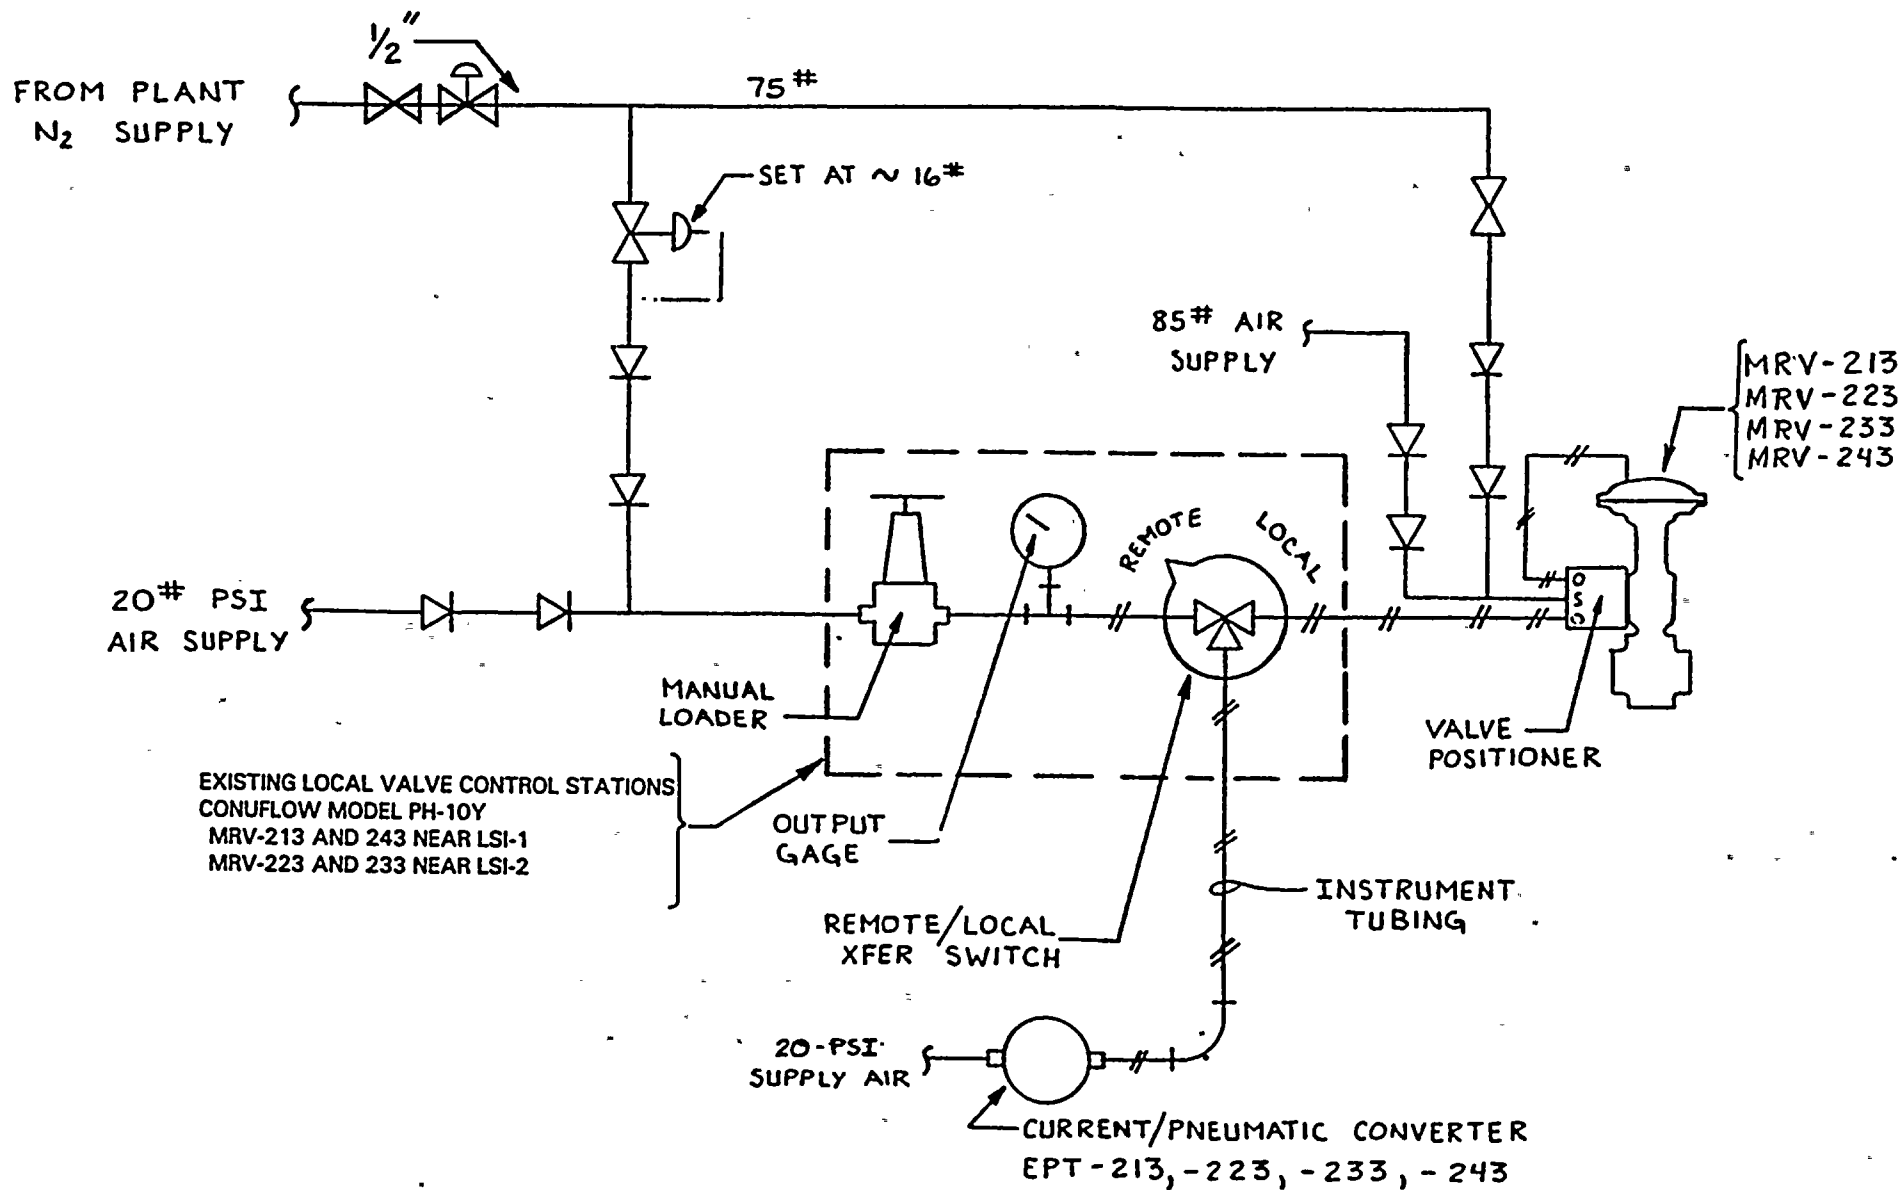 1/2"
FROM PLANT
N2 SUPPLY
75#
SET AT ~ 16#
85# AIR
SUPPLY
MRV-213
MRV-223
MRV-233
MRV-243
REMOTE
LOCAL
20# PSI
AIR SUPPLY
O
S
C
MANUAL
LOADER
VALVE
POSITIONER
EXISTING LOCAL VALVE CONTROL STATIONS
CONUFLOW MODEL PH-10Y
MRV-213 AND 243 NEAR LSI-1
MRV-223 AND 233 NEAR LSI-2
OUTPUT
GAGE
INSTRUMENT
TUBING
REMOTE/LOCAL
XFER SWITCH
20-PSI
SUPPLY AIR
CURRENT/PNEUMATIC CONVERTER
EPT-213, -223, -233, -243